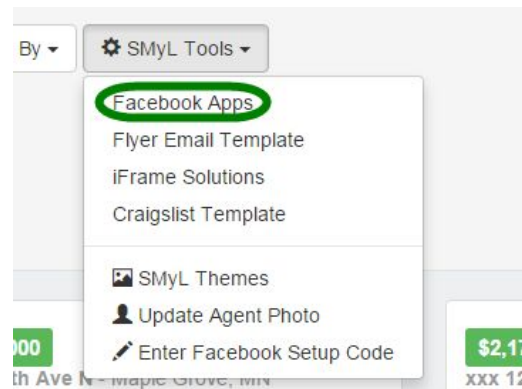 By
SMyL Tools
Facebook Apps
Flyer Email Template
iFrame Solutions
Craigslist Template
SMyL Themes
Update Agent Photo
Enter Facebook Setup Code
000
$2,17
th Ave N - Maple Grove, MN
xxx 12